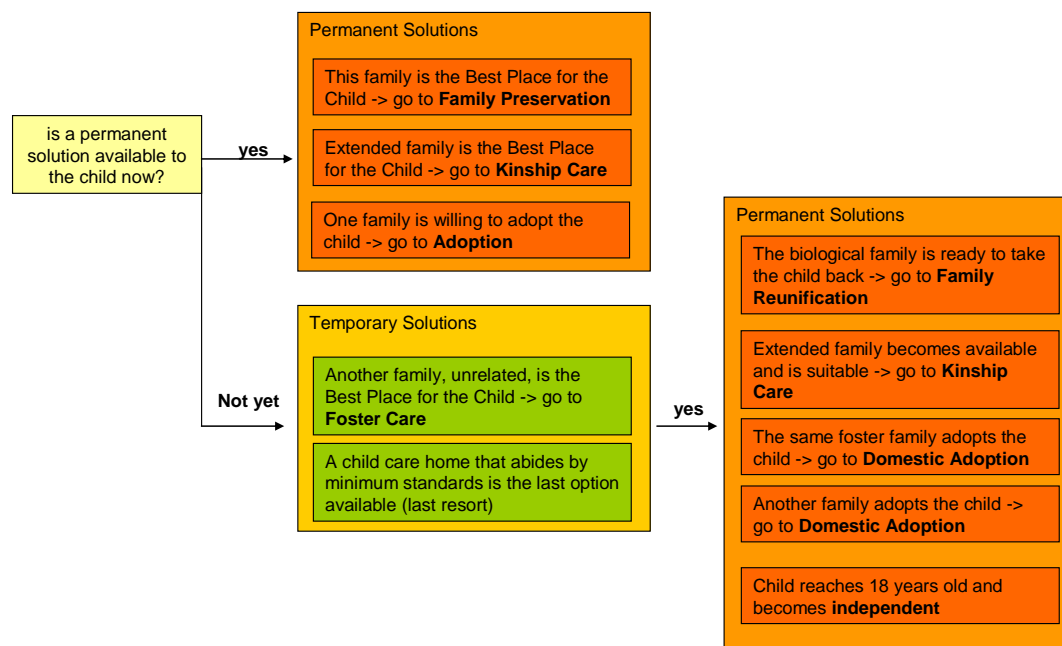 is a permanent
solution available to
the child now?
yes
Permanent Solutions
This family is the Best Place for the
Child -> go to Family Preservation
Extended family is the Best Place
for the Child -> go to Kinship Care
One family is willing to adopt the
child -> go to Adoption
Not yet
Temporary Solutions
Another family, unrelated, is the
Best Place for the Child -> go to
Foster Care
A child care home that abides by
minimum standards is the last option
available (last resort)
yes
Permanent Solutions
The biological family is ready to take
the child back -> go to Family
Reunification
Extended family becomes available
and is suitable -> go to Kinship
Care
The same foster family adopts the
child -> go to Domestic Adoption
Another family adopts the child ->
go to Domestic Adoption
Child reaches 18 years old and
becomes independent